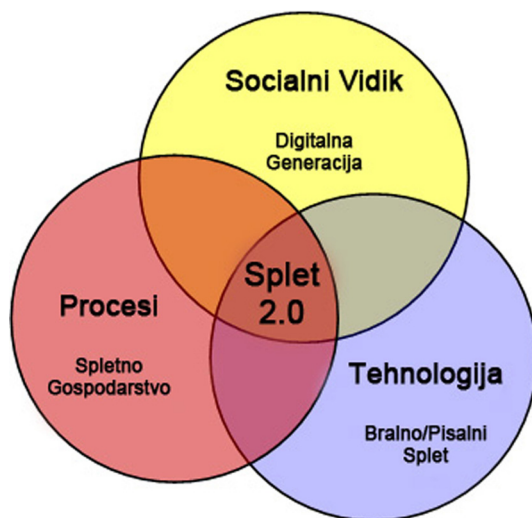 Socialni Vidik
Digitalna
Generacija
Splet
2.0
Procesi
Spletno
Gospodarstvo
Tehnologija
Bralno/Pisalni
Splet